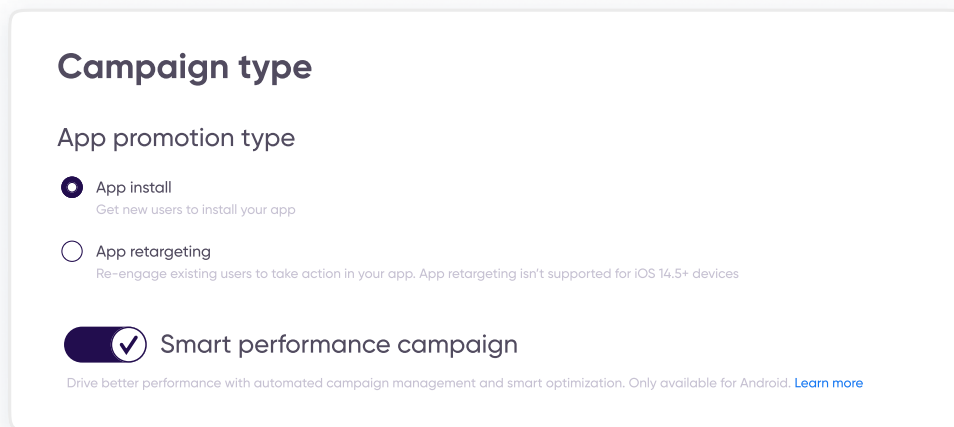 Campaign type
App promotion type
App install
Get new users to install your app
App retargeting
Re-engage existing users to take action in your app. App retargeting isn't supported for iOS 14.5+ devices
Smart performance campaign
Drive better performance with automated campaign management and smart optimization. Only available for Android. Learn more